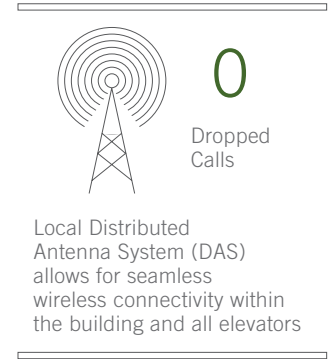 0
Dropped
Calls
Local Distributed
Antenna System (DAS)
allows for seamless
wireless connectivity within
the building and all elevators